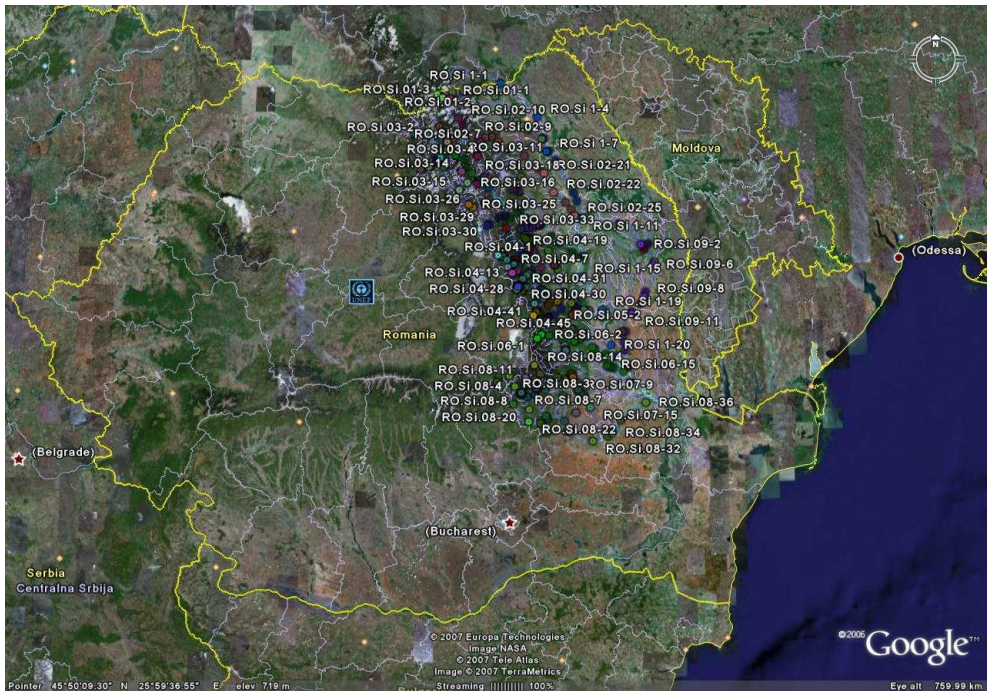 RO.Si 1-1
RO.Si.01-3
RO.Si.01-1
RO.Si.01-2
RO.Si.02-10
RO.Si 1-4
RO.Si.03-2
RO.Si.02-9
RO.Si.02-7
RO.Si 1-7
RO.Si.03-4
RO.Si.03-11
Moldova
RO.Si.03-14
RO.Si.03-18
RO.Si.02-21
RO.Si.03-15
RO.Si.03-16
RO.Si.02-22
RO.Si.03-26
RO.Si.03-25
RO.Si.02-25
RO.Si.03-29
RO.Si.03-33
RO.Si 1-11
RO.Si.03-30
RO.Si.04-19
RO.Si.04-1
RO.Si.09-2
(Odessa)
RO.Si.04-7
RO.Si.09-6
RO.Si.04-13
RO.Si 1-15
RO.Si.04-31
RO.Si.04-28
RO.Si.09-8
RO.Si.04-30
UNEP
RO.Si 1-19
RO.Si.04-41
RO.Si.05-2
RO.Si.04-45
RO.Si.09-11
Romania
RO.Si.06-2
RO.Si.06-1
RO.Si 1-20
RO.Si.08-14
RO.Si.06-15
RO.Si.08-11
RO.Si.08-4
RO.Si.08-3
RO.Si.07-9
RO.Si.08-8
RO.Si.08-7
RO.Si.08-36
RO.Si.08-20
RO.Si.07-15
RO.Si.08-22
RO.Si.08-34
RO.Si.08-32
(Belgrade)
(Bucharest)
Serbia
Centralna Srbija
© 2007 Europa Technologies
Image NASA
© 2007 Tele Atlas
Image © 2007 TerraMetrics
©2006 Google™
Pointer 45°50'09.30" N 25°59'36.55" E elev 719 m
Streaming |||||||||| 100%
Eye alt 759.99 km
N